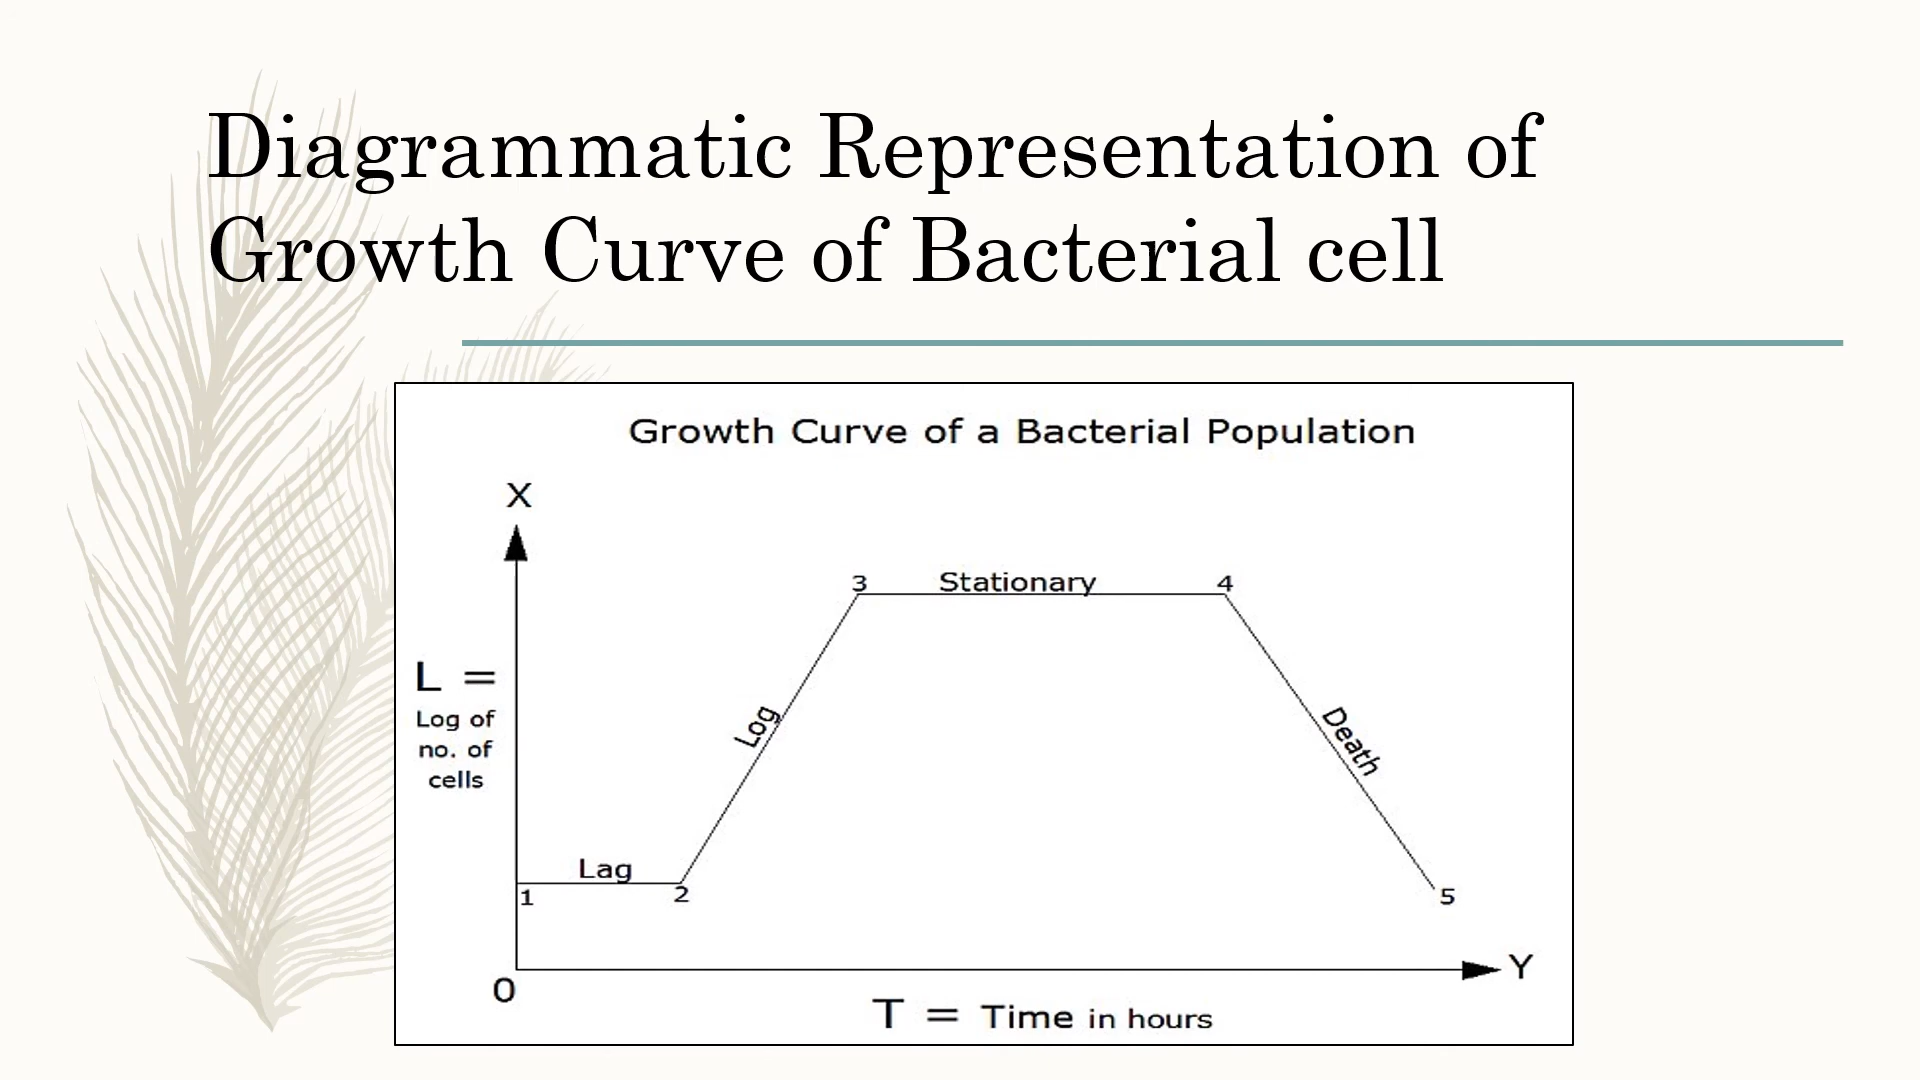 Diagrammatic Representation of
Growth Curve of Bacterial cell
Growth Curve of a Bacterial Population
X
3 Stationary 4
L =
Log of
no. of
cells
Log
Death
Lag
1 2 5
0
Y
T = Time in hours